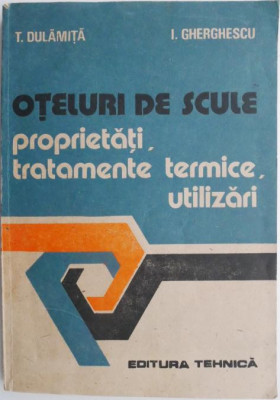 T. DULĂMIȚĂ I. GHERGHESCU
OȚELURI DE SCULE
proprietăți,
tratamente termice,
utilizări
EDITURA TEHNICĂ